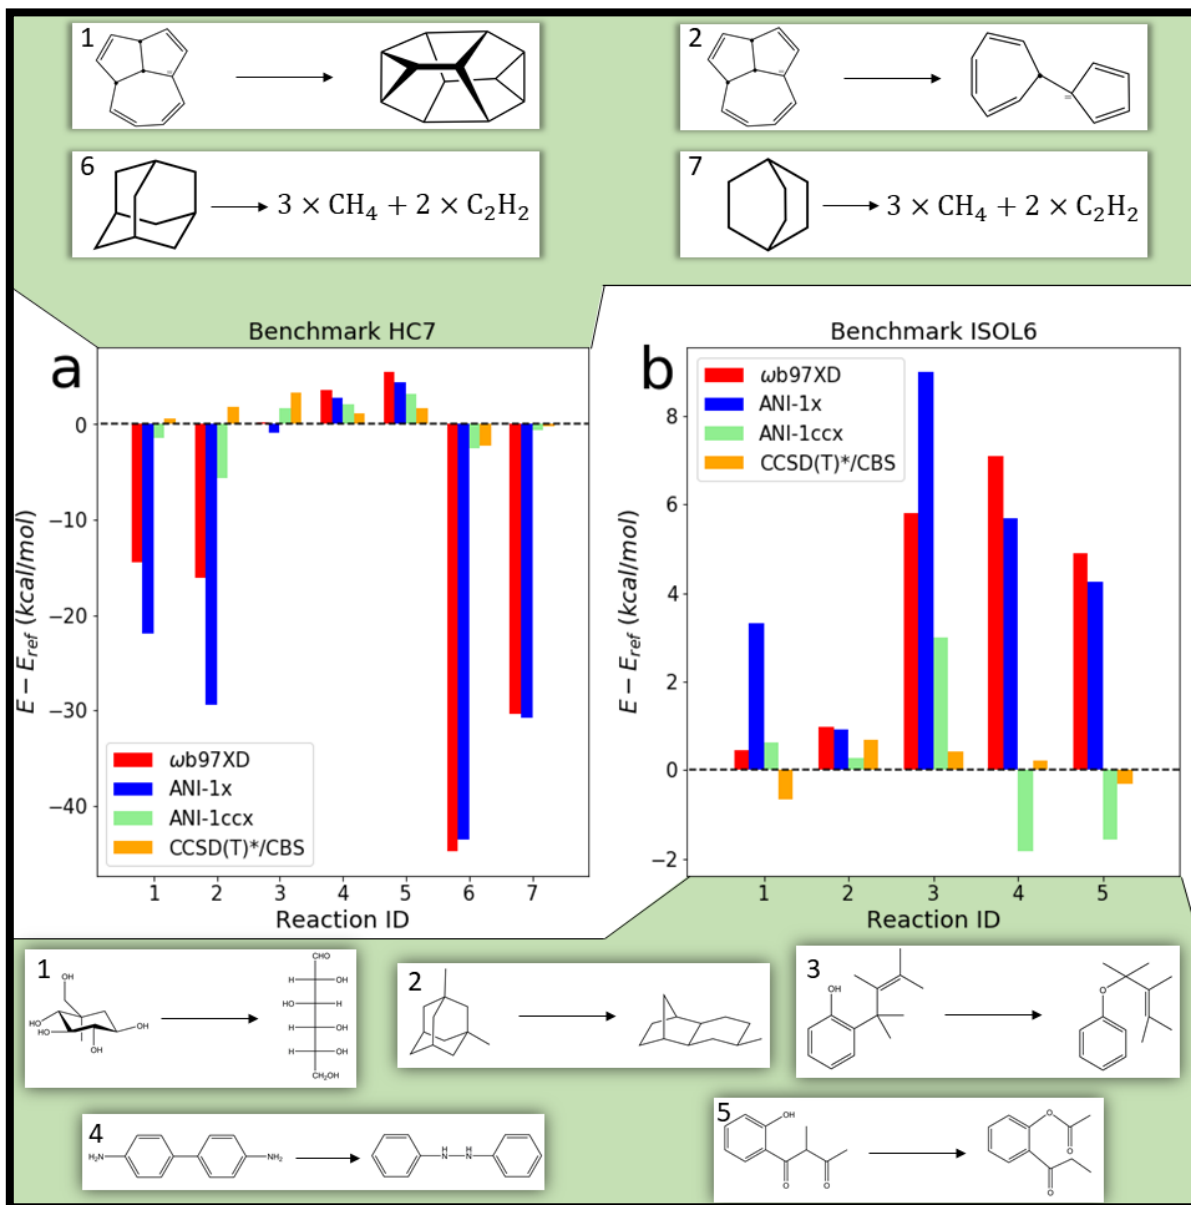 1
2
6
3 × CH₄ + 2 × C₂H₂
7
3 × CH₄ + 2 × C₂H₂
Benchmark HC7
a
0
−10
−20
−30
−40
E − E_ref (kcal/mol)
ωb97XD
ANI-1x
ANI-1ccx
CCSD(T)*/CBS
1 2 3 4 5 6 7
Reaction ID
Benchmark ISOL6
b
ωb97XD
ANI-1x
ANI-1ccx
CCSD(T)*/CBS
8
6
4
2
0
−2
E − E_ref (kcal/mol)
1 2 3 4 5
Reaction ID
1
OH
HO
HO
OH
OH
CHO
H OH
HO H
H OH
H OH
CH₂OH
2
3
OH
O
4
H₂N NH₂
H H
N N
5
OH
O O
O
O
O